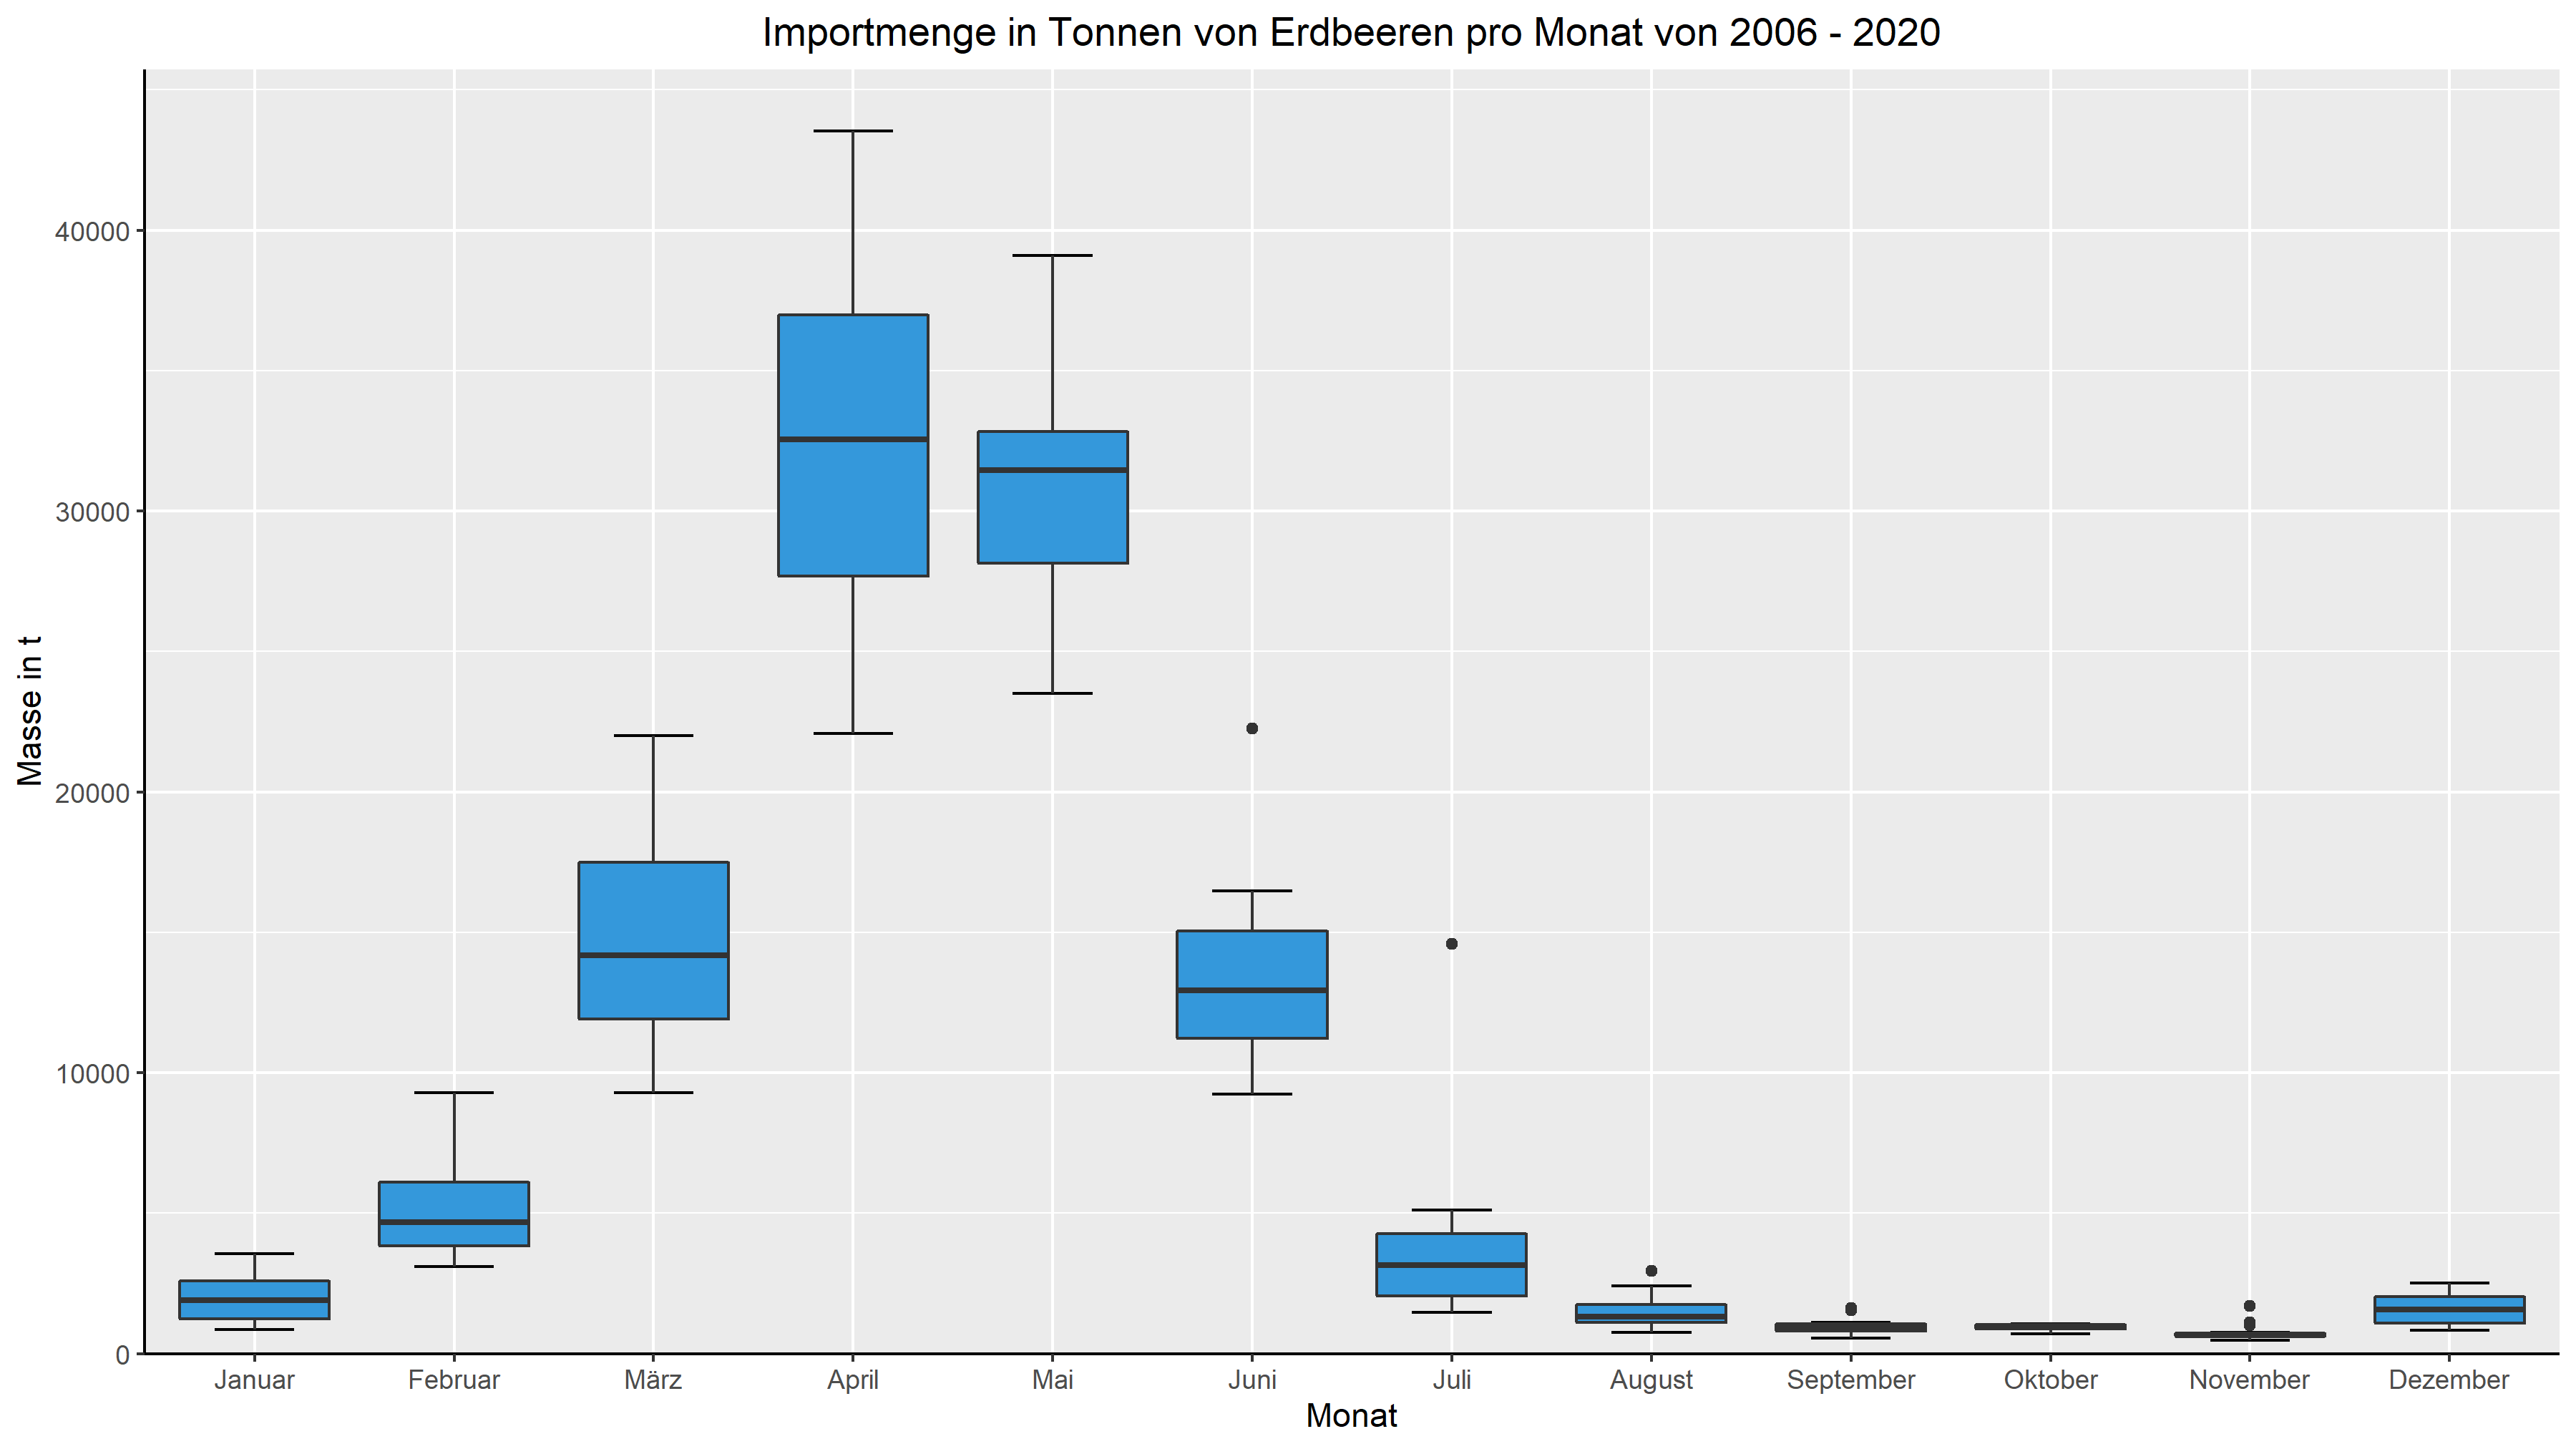 Importmenge in Tonnen von Erdbeeren pro Monat von 2006 - 2020
Masse in t
40000
30000
20000
10000
0
Januar Februar März April Mai Juni Juli August September Oktober November Dezember
Monat